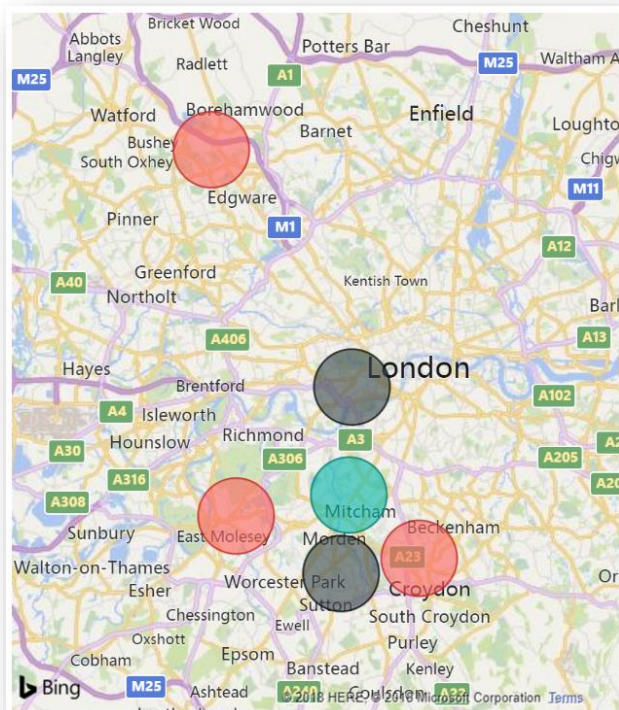 Bricket Wood
Cheshunt
Abbots
Langley
Potters Bar
Radlett
M25
A1
M25
Waltham A
Watford
Borehamwood
Enfield
Barnet
Loughto
Bushey
South Oxhey
Chigw
Edgware
M11
Pinner
M1
A12
Greenford
Kentish Town
A40
Northolt
Barl
A406
A13
Hayes
London
Brentford
A102
A4
Isleworth
Richmond
A3
Hounslow
A30
A306
A205
A316
A20
A308
Mitcham
Sunbury
East Molesey
Beckenham
Morden
A23
Walton-on-Thames
Worcester Park
Or
Esher
Croydon
Sutton
Chessington
South Croydon
Ewell
Oxshott
Purley
Epsom
Cobham
Banstead
Kenley
Bing
M25
Ashtead
Coulsdon
© 2018 HERE, © 2018 Microsoft Corporation Terms